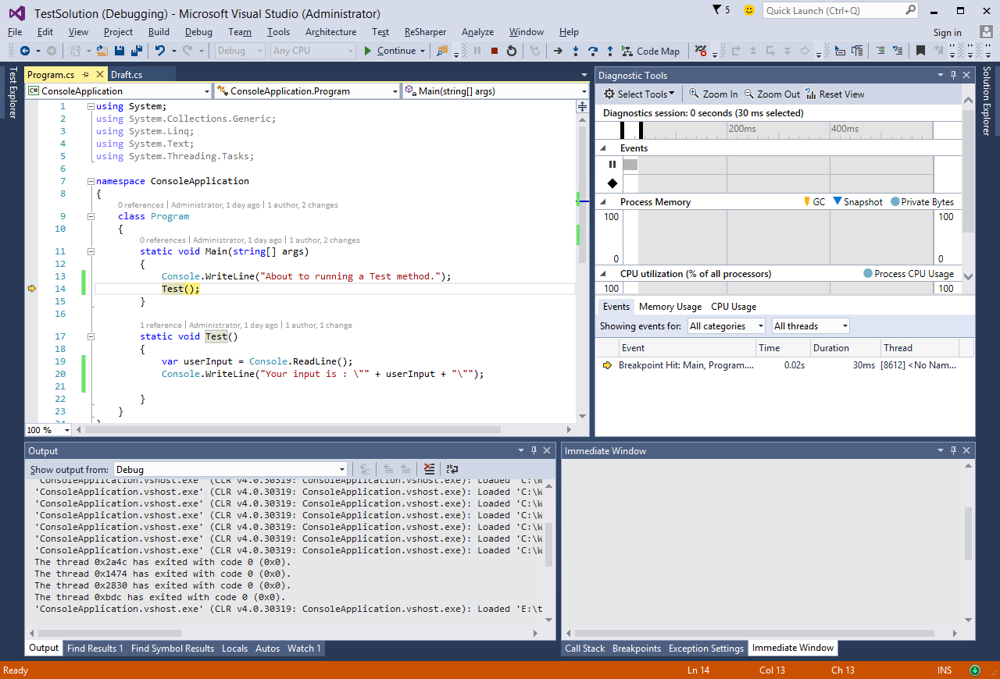 TestSolution (Debugging) - Microsoft Visual Studio (Administrator)
5
Quick Launch (Ctrl+Q)
File Edit View Project Build Debug Team Tools Architecture Test ReSharper Analyze Window Help
Sign in
Debug Any CPU Continue Code Map
Test Explorer
Program.cs Draft.cs
C# ConsoleApplication ConsoleApplication.Program Main(string[] args)
1 using System;
2 using System.Collections.Generic;
3 using System.Linq;
4 using System.Text;
5 using System.Threading.Tasks;
6
7 namespace ConsoleApplication
8 {
0 references | Administrator, 1 day ago | 1 author, 2 changes
9 class Program
10 {
0 references | Administrator, 1 day ago | 1 author, 2 changes
11 static void Main(string[] args)
12 {
13 Console.WriteLine("About to running a Test method.");
14 Test();
15 }
16
1 reference | Administrator, 1 day ago | 1 author, 1 change
17 static void Test()
18 {
19 var userInput = Console.ReadLine();
20 Console.WriteLine("Your input is : \"" + userInput + "\"");
21
22 }
23 }
24 }
100 %
Diagnostic Tools
Select Tools Zoom In Zoom Out Reset View
Diagnostics session: 0 seconds (30 ms selected)
200ms 400ms
Events
Process Memory GC Snapshot Private Bytes
100 100
0 0
CPU utilization (% of all processors) Process CPU Usage
100 100
Events Memory Usage CPU Usage
Showing events for: All categories All threads
Event Time Duration Thread
Breakpoint Hit: Main, Program.... 0.02s 30ms [8612] <No Nam...
Solution Explorer
Output
Show output from: Debug
'ConsoleApplication.vshost.exe' (CLR v4.0.30319: ConsoleApplication.vshost.exe): Loaded 'C:\W
'ConsoleApplication.vshost.exe' (CLR v4.0.30319: ConsoleApplication.vshost.exe): Loaded 'C:\W
'ConsoleApplication.vshost.exe' (CLR v4.0.30319: ConsoleApplication.vshost.exe): Loaded 'C:\W
'ConsoleApplication.vshost.exe' (CLR v4.0.30319: ConsoleApplication.vshost.exe): Loaded 'C:\W
'ConsoleApplication.vshost.exe' (CLR v4.0.30319: ConsoleApplication.vshost.exe): Loaded 'C:\W
'ConsoleApplication.vshost.exe' (CLR v4.0.30319: ConsoleApplication.vshost.exe): Loaded 'C:\W
'ConsoleApplication.vshost.exe' (CLR v4.0.30319: ConsoleApplication.vshost.exe): Loaded 'C:\W
The thread 0x2a4c has exited with code 0 (0x0).
The thread 0x1474 has exited with code 0 (0x0).
The thread 0x2830 has exited with code 0 (0x0).
The thread 0xbdc has exited with code 0 (0x0).
'ConsoleApplication.vshost.exe' (CLR v4.0.30319: ConsoleApplication.vshost.exe): Loaded 'E:\t
Output Find Results 1 Find Symbol Results Locals Autos Watch 1
Immediate Window
Call Stack Breakpoints Exception Settings Immediate Window
Ready Ln 14 Col 13 Ch 13 INS